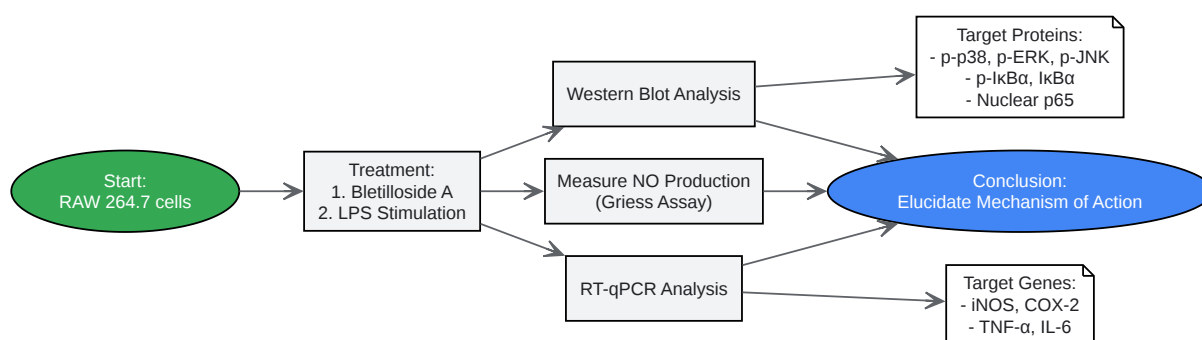 Start:
RAW 264.7 cells
Treatment:
1. Bletilloside A
2. LPS Stimulation
Western Blot Analysis
Measure NO Production
(Griess Assay)
RT-qPCR Analysis
Target Proteins:
- p-p38, p-ERK, p-JNK
- p-IκBα, IκBα
- Nuclear p65
Conclusion:
Elucidate Mechanism of Action
Target Genes:
- iNOS, COX-2
- TNF-α, IL-6